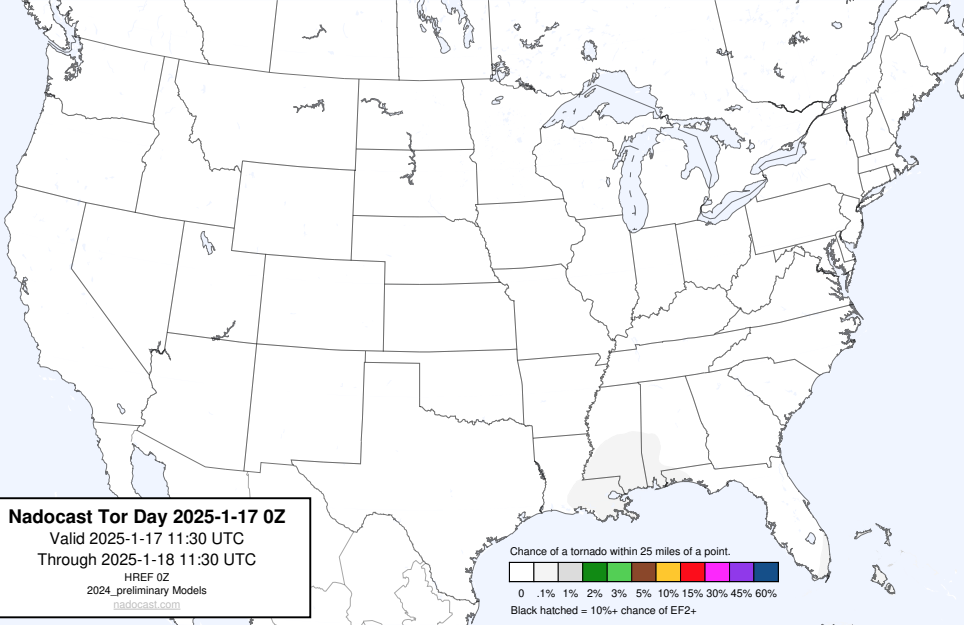 Nadocast Tor Day 2025-1-17 0Z
Valid 2025-1-17 11:30 UTC
Through 2025-1-18 11:30 UTC
HREF 0Z
2024_preliminary Models
nadocast.com
Chance of a tornado within 25 miles of a point.
0 .1% 1% 2% 3% 5% 10% 15% 30% 45% 60%
Black hatched = 10%+ chance of EF2+